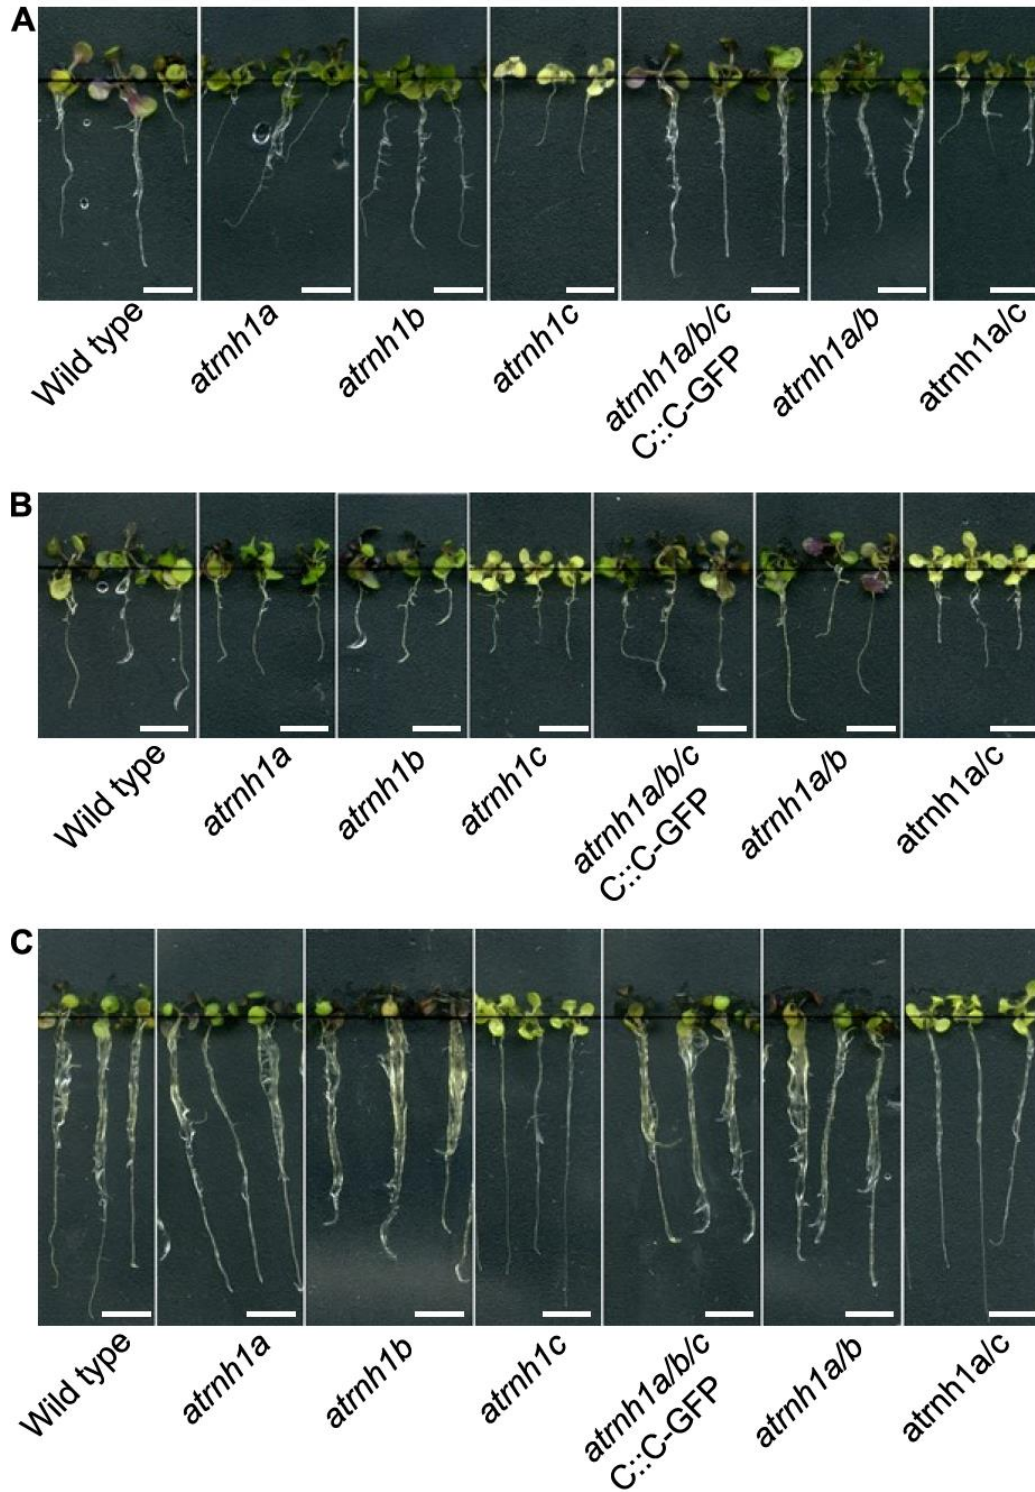 A
Wild type
atrnh1a
atrnh1b
atrnh1c
atrnh1a/b/c
C::C-GFP
atrnh1a/b
atrnh1a/c
B
Wild type
atrnh1a
atrnh1b
atrnh1c
atrnh1a/b/c
C::C-GFP
atrnh1a/b
atrnh1a/c
C
Wild type
atrnh1a
atrnh1b
atrnh1c
atrnh1a/b/c
C::C-GFP
atrnh1a/b
atrnh1a/c